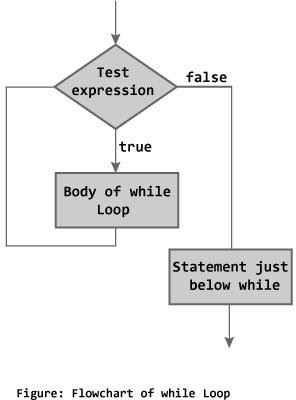 Test
expression
false
true
Body of while
Loop
Statement just
below while
Figure: Flowchart of while Loop